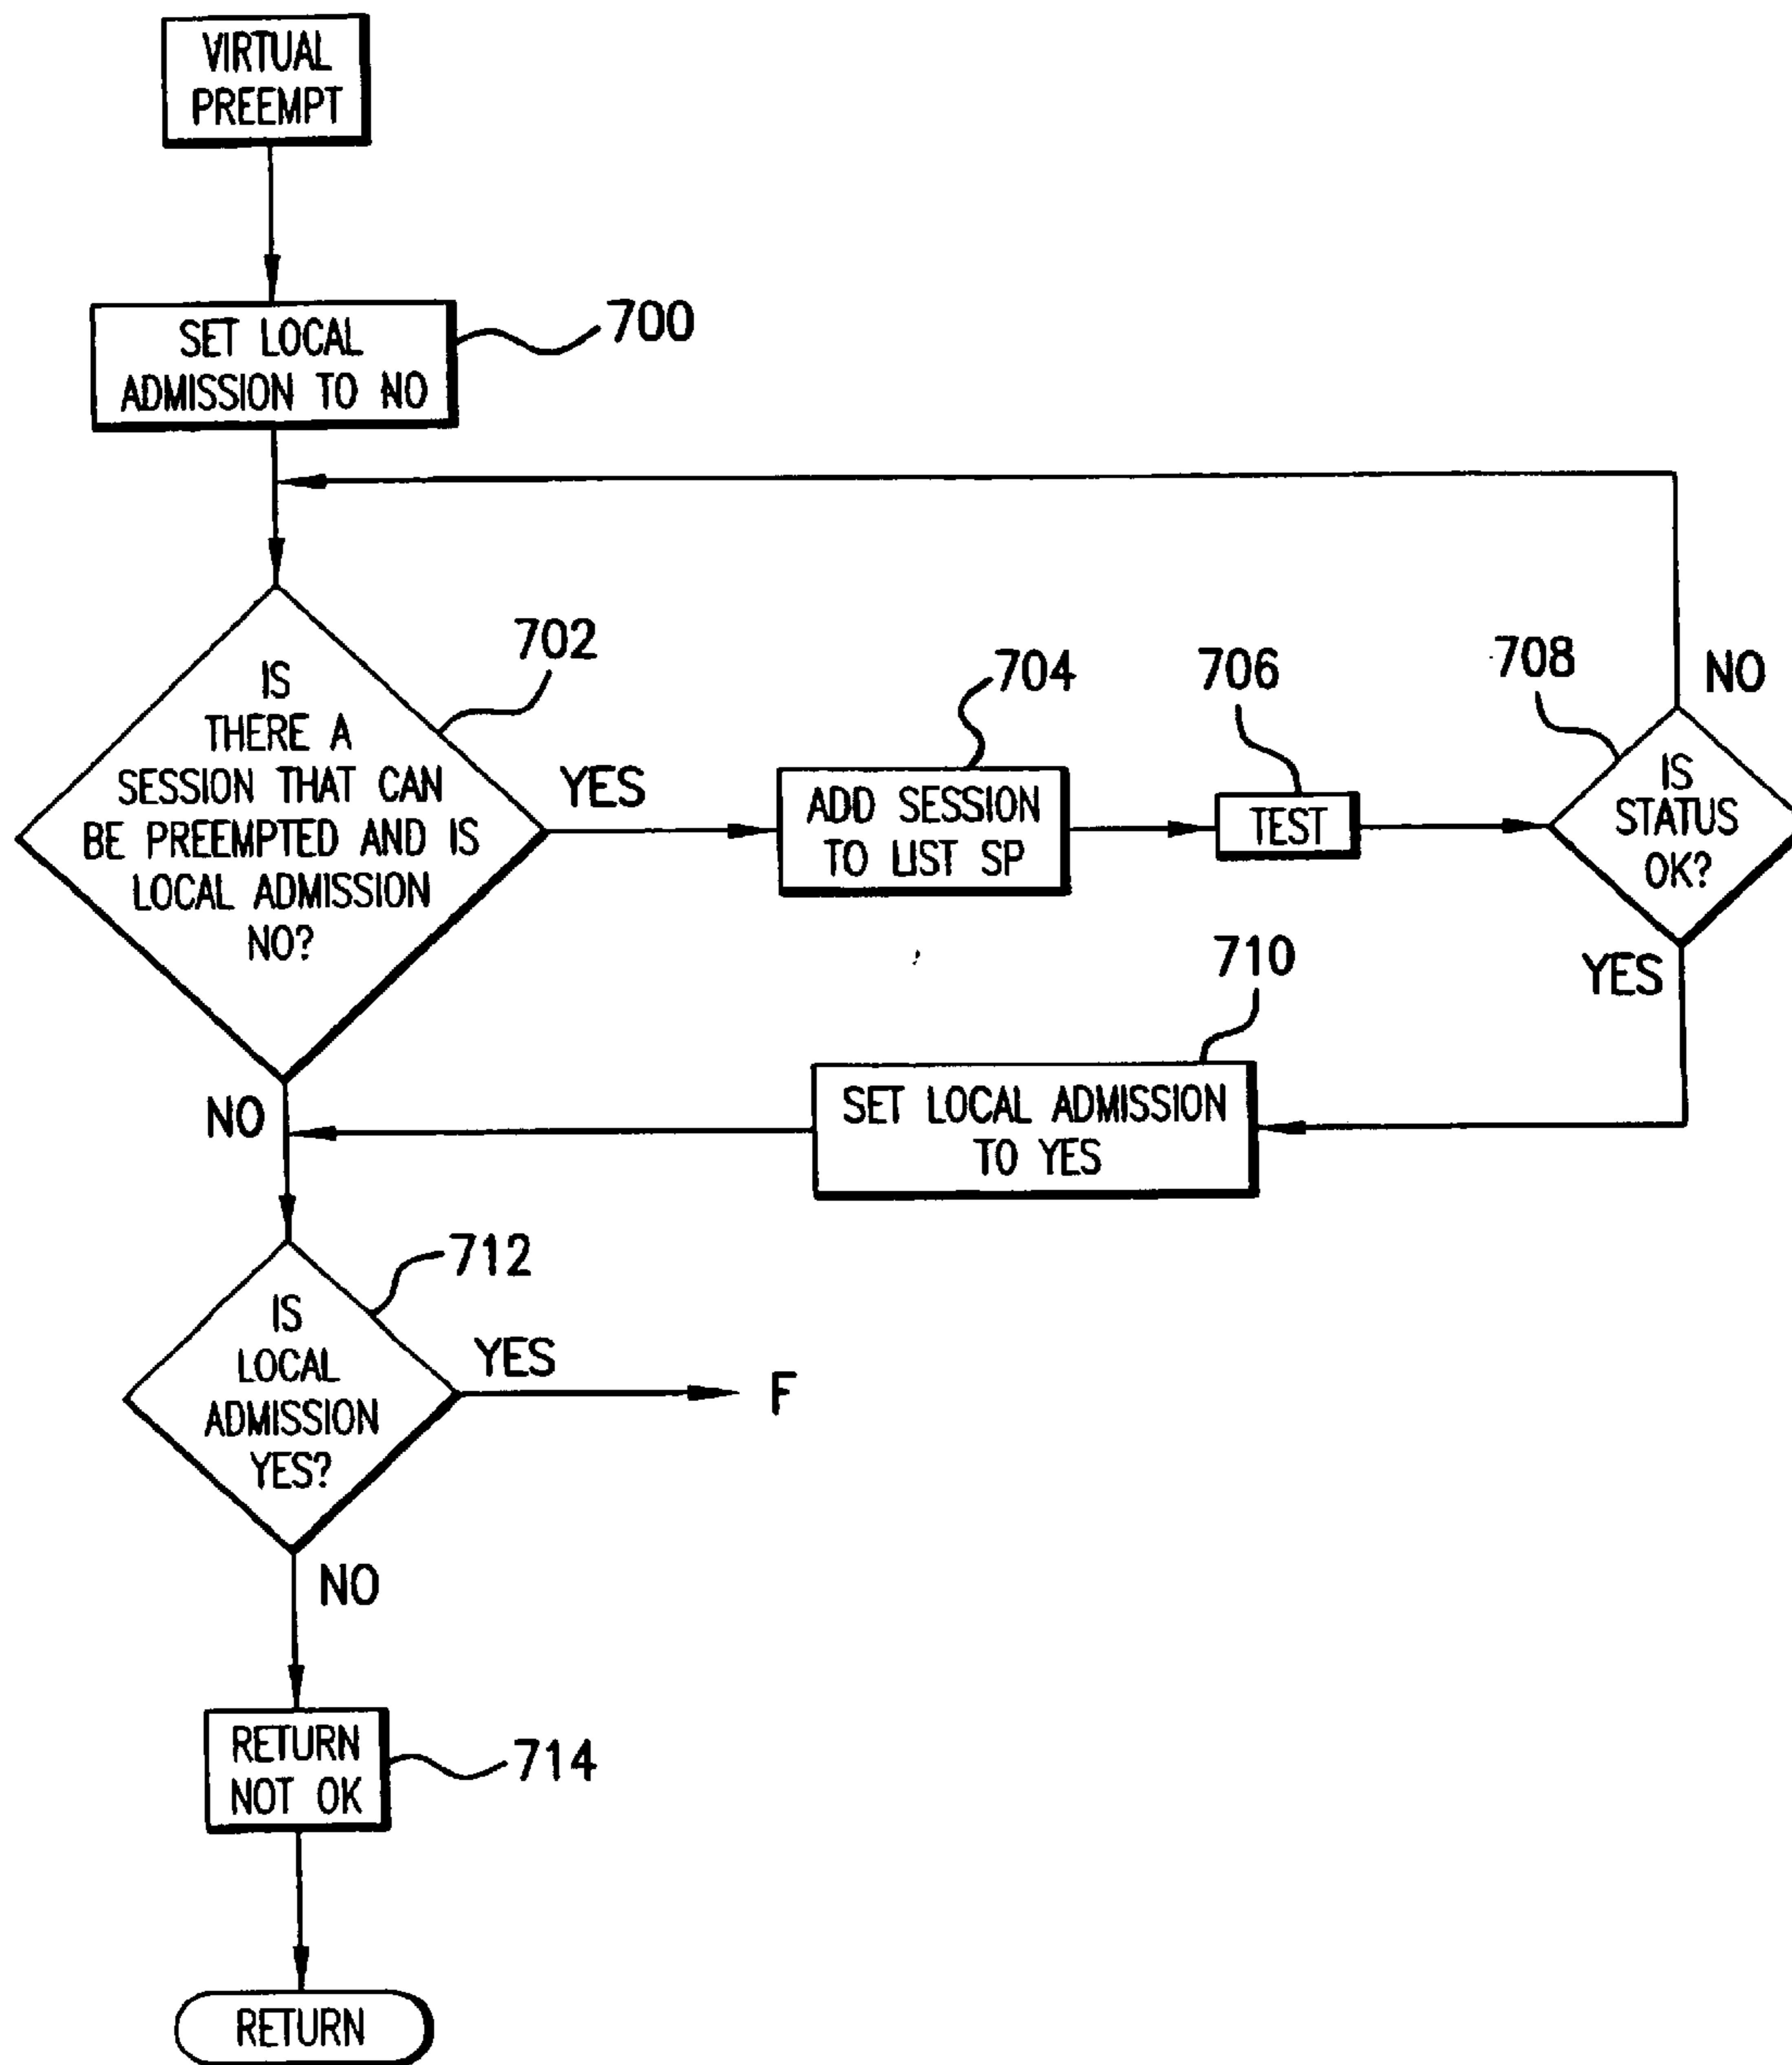 VIRTUAL
PREEMPT
SET LOCAL
ADMISSION TO NO
700
IS
THERE A
SESSION THAT CAN
BE PREEMPTED AND IS
LOCAL ADMISSION
NO?
702
YES
ADD SESSION
TO LIST SP
704
TEST
706
IS
STATUS
OK?
708
NO
YES
SET LOCAL ADMISSION
TO YES
710
NO
IS
LOCAL
ADMISSION
YES?
712
YES
F
NO
RETURN
NOT OK
714
RETURN